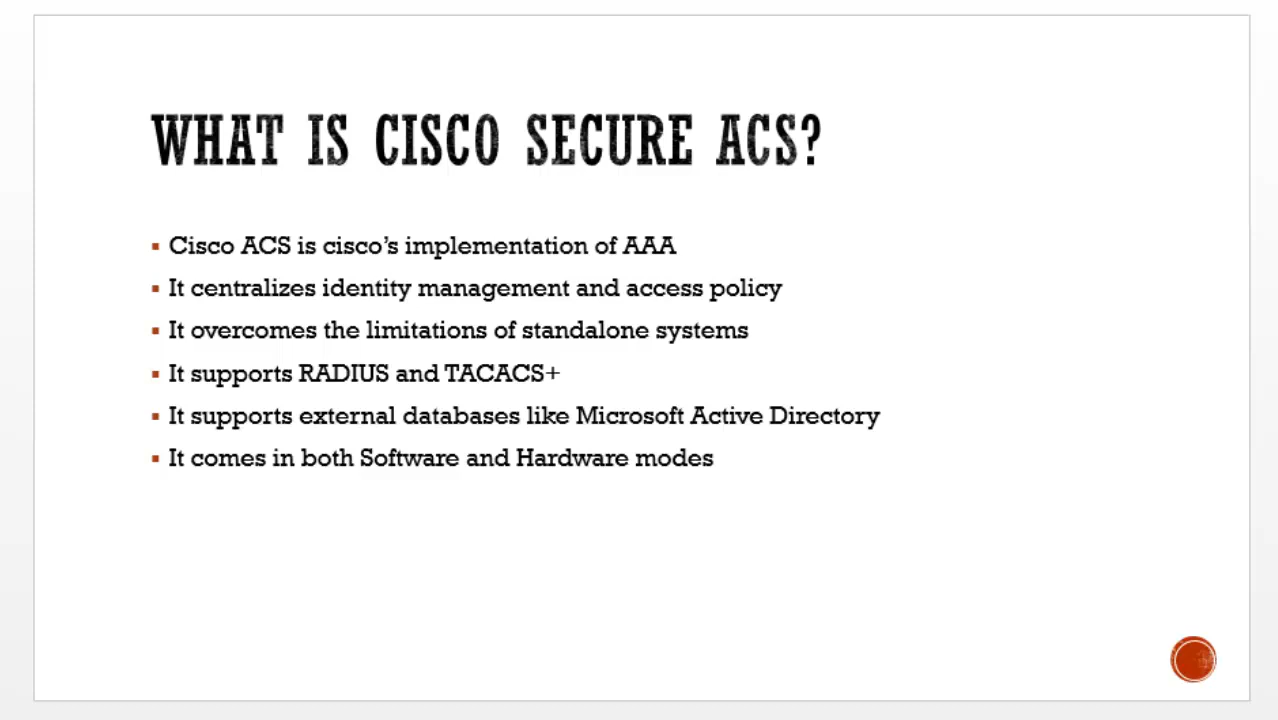 WHAT IS CISCO SECURE ACS?
Cisco ACS is cisco's implementation of AAA
It centralizes identity management and access policy
It overcomes the limitations of standalone systems
It supports RADIUS and TACACS+
It supports external databases like Microsoft Active Directory
It comes in both Software and Hardware modes